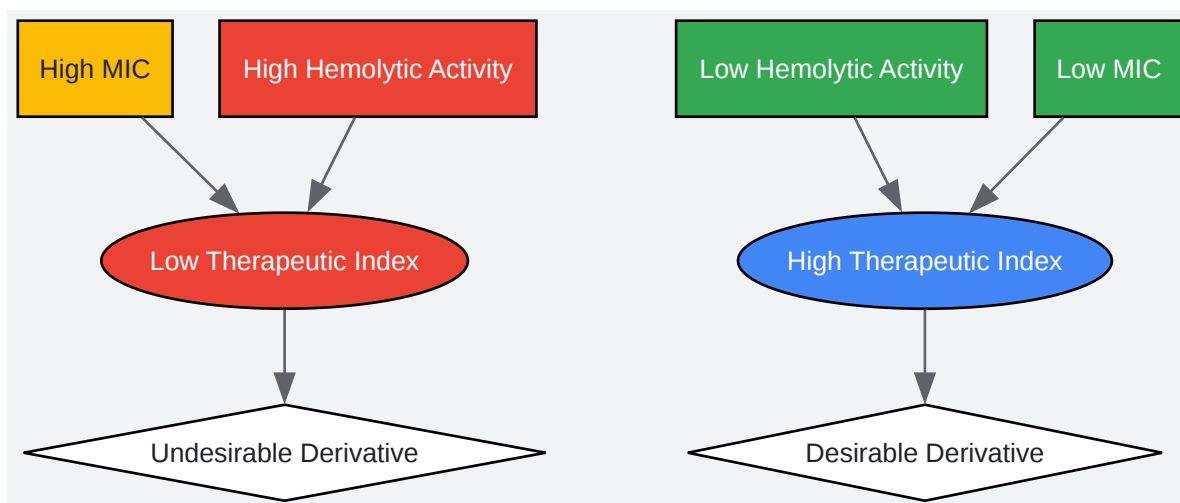 High MIC
High Hemolytic Activity
Low Hemolytic Activity
Low MIC
Low Therapeutic Index
High Therapeutic Index
Undesirable Derivative
Desirable Derivative